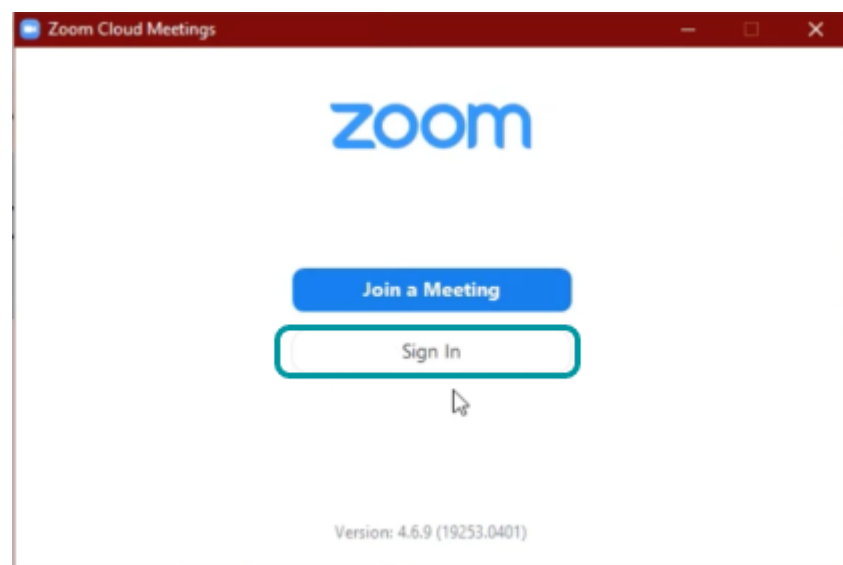 Zoom Cloud Meetings
zoom
Join a Meeting
Sign In
Version: 4.6.9 (19253.0401)